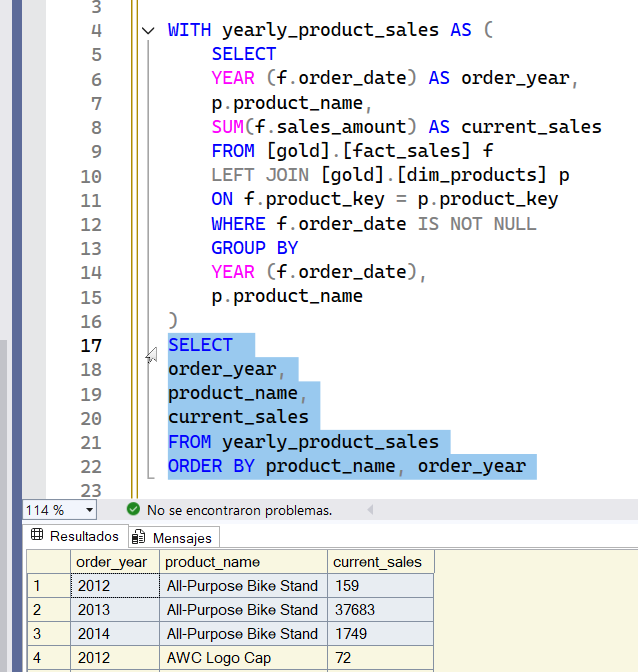 3
4 WITH yearly_product_sales AS (
5 SELECT
6 YEAR (f.order_date) AS order_year,
7 p.product_name,
8 SUM(f.sales_amount) AS current_sales
9 FROM [gold].[fact_sales] f
10 LEFT JOIN [gold].[dim_products] p
11 ON f.product_key = p.product_key
12 WHERE f.order_date IS NOT NULL
13 GROUP BY
14 YEAR (f.order_date),
15 p.product_name
16 )
17 SELECT
18 order_year,
19 product_name,
20 current_sales
21 FROM yearly_product_sales
22 ORDER BY product_name, order_year
23
114 % No se encontraron problemas.
Resultados Mensajes
order_year product_name current_sales
1 2012 All-Purpose Bike Stand 159
2 2013 All-Purpose Bike Stand 37683
3 2014 All-Purpose Bike Stand 1749
4 2012 AWC Logo Cap 72